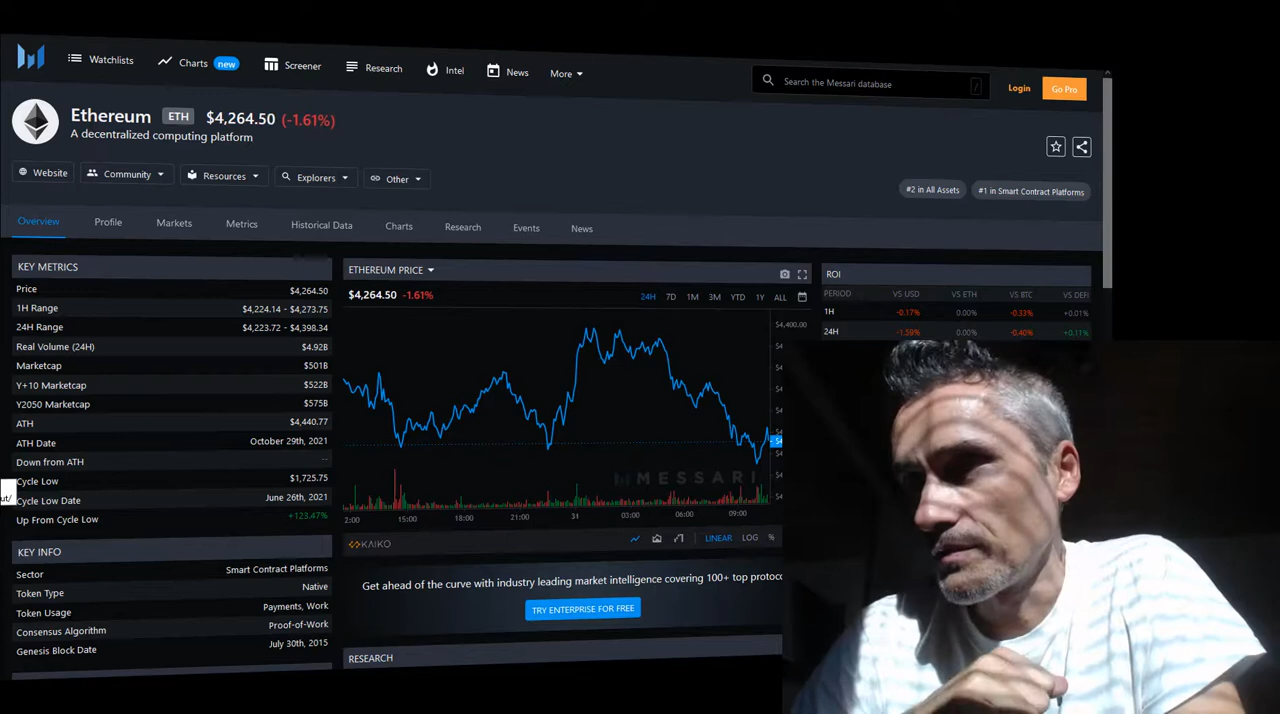 Watchlists Charts new Screener Research Intel News More
Search the Messari database / Login Go Pro
Ethereum ETH $4,264.50 (-1.61%)
A decentralized computing platform
Website Community Resources Explorers Other
#2 in All Assets #1 in Smart Contract Platforms
Overview Profile Markets Metrics Historical Data Charts Research Events News
KEY METRICS
Price $4,264.50
1H Range $4,224.14 - $4,273.75
24H Range $4,223.72 - $4,398.34
Real Volume (24H) $4.92B
Marketcap $501B
Y+10 Marketcap $522B
Y2050 Marketcap $575B
ATH $4,440.77
ATH Date October 29th, 2021
Down from ATH --
Cycle Low $1,725.75
Cycle Low Date June 26th, 2021
Up From Cycle Low +123.47%
ut/
KEY INFO
Sector Smart Contract Platforms
Token Type Native
Token Usage Payments, Work
Consensus Algorithm Proof-of-Work
Genesis Block Date July 30th, 2015
ETHEREUM PRICE
$4,264.50 -1.61%
24H 7D 1M 3M YTD 1Y ALL
$4,400.00
MESSARI
2:00 15:00 18:00 21:00 31 03:00 06:00 09:00
KAIKO LINEAR LOG %
Get ahead of the curve with industry leading market intelligence covering 100+ top protoc
TRY ENTERPRISE FOR FREE
RESEARCH
ROI
PERIOD VS USD VS ETH VS BTC VS DEFI
1H -0.17% 0.00% -0.33% +0.01%
24H -1.59% 0.00% -0.40% +0.11%